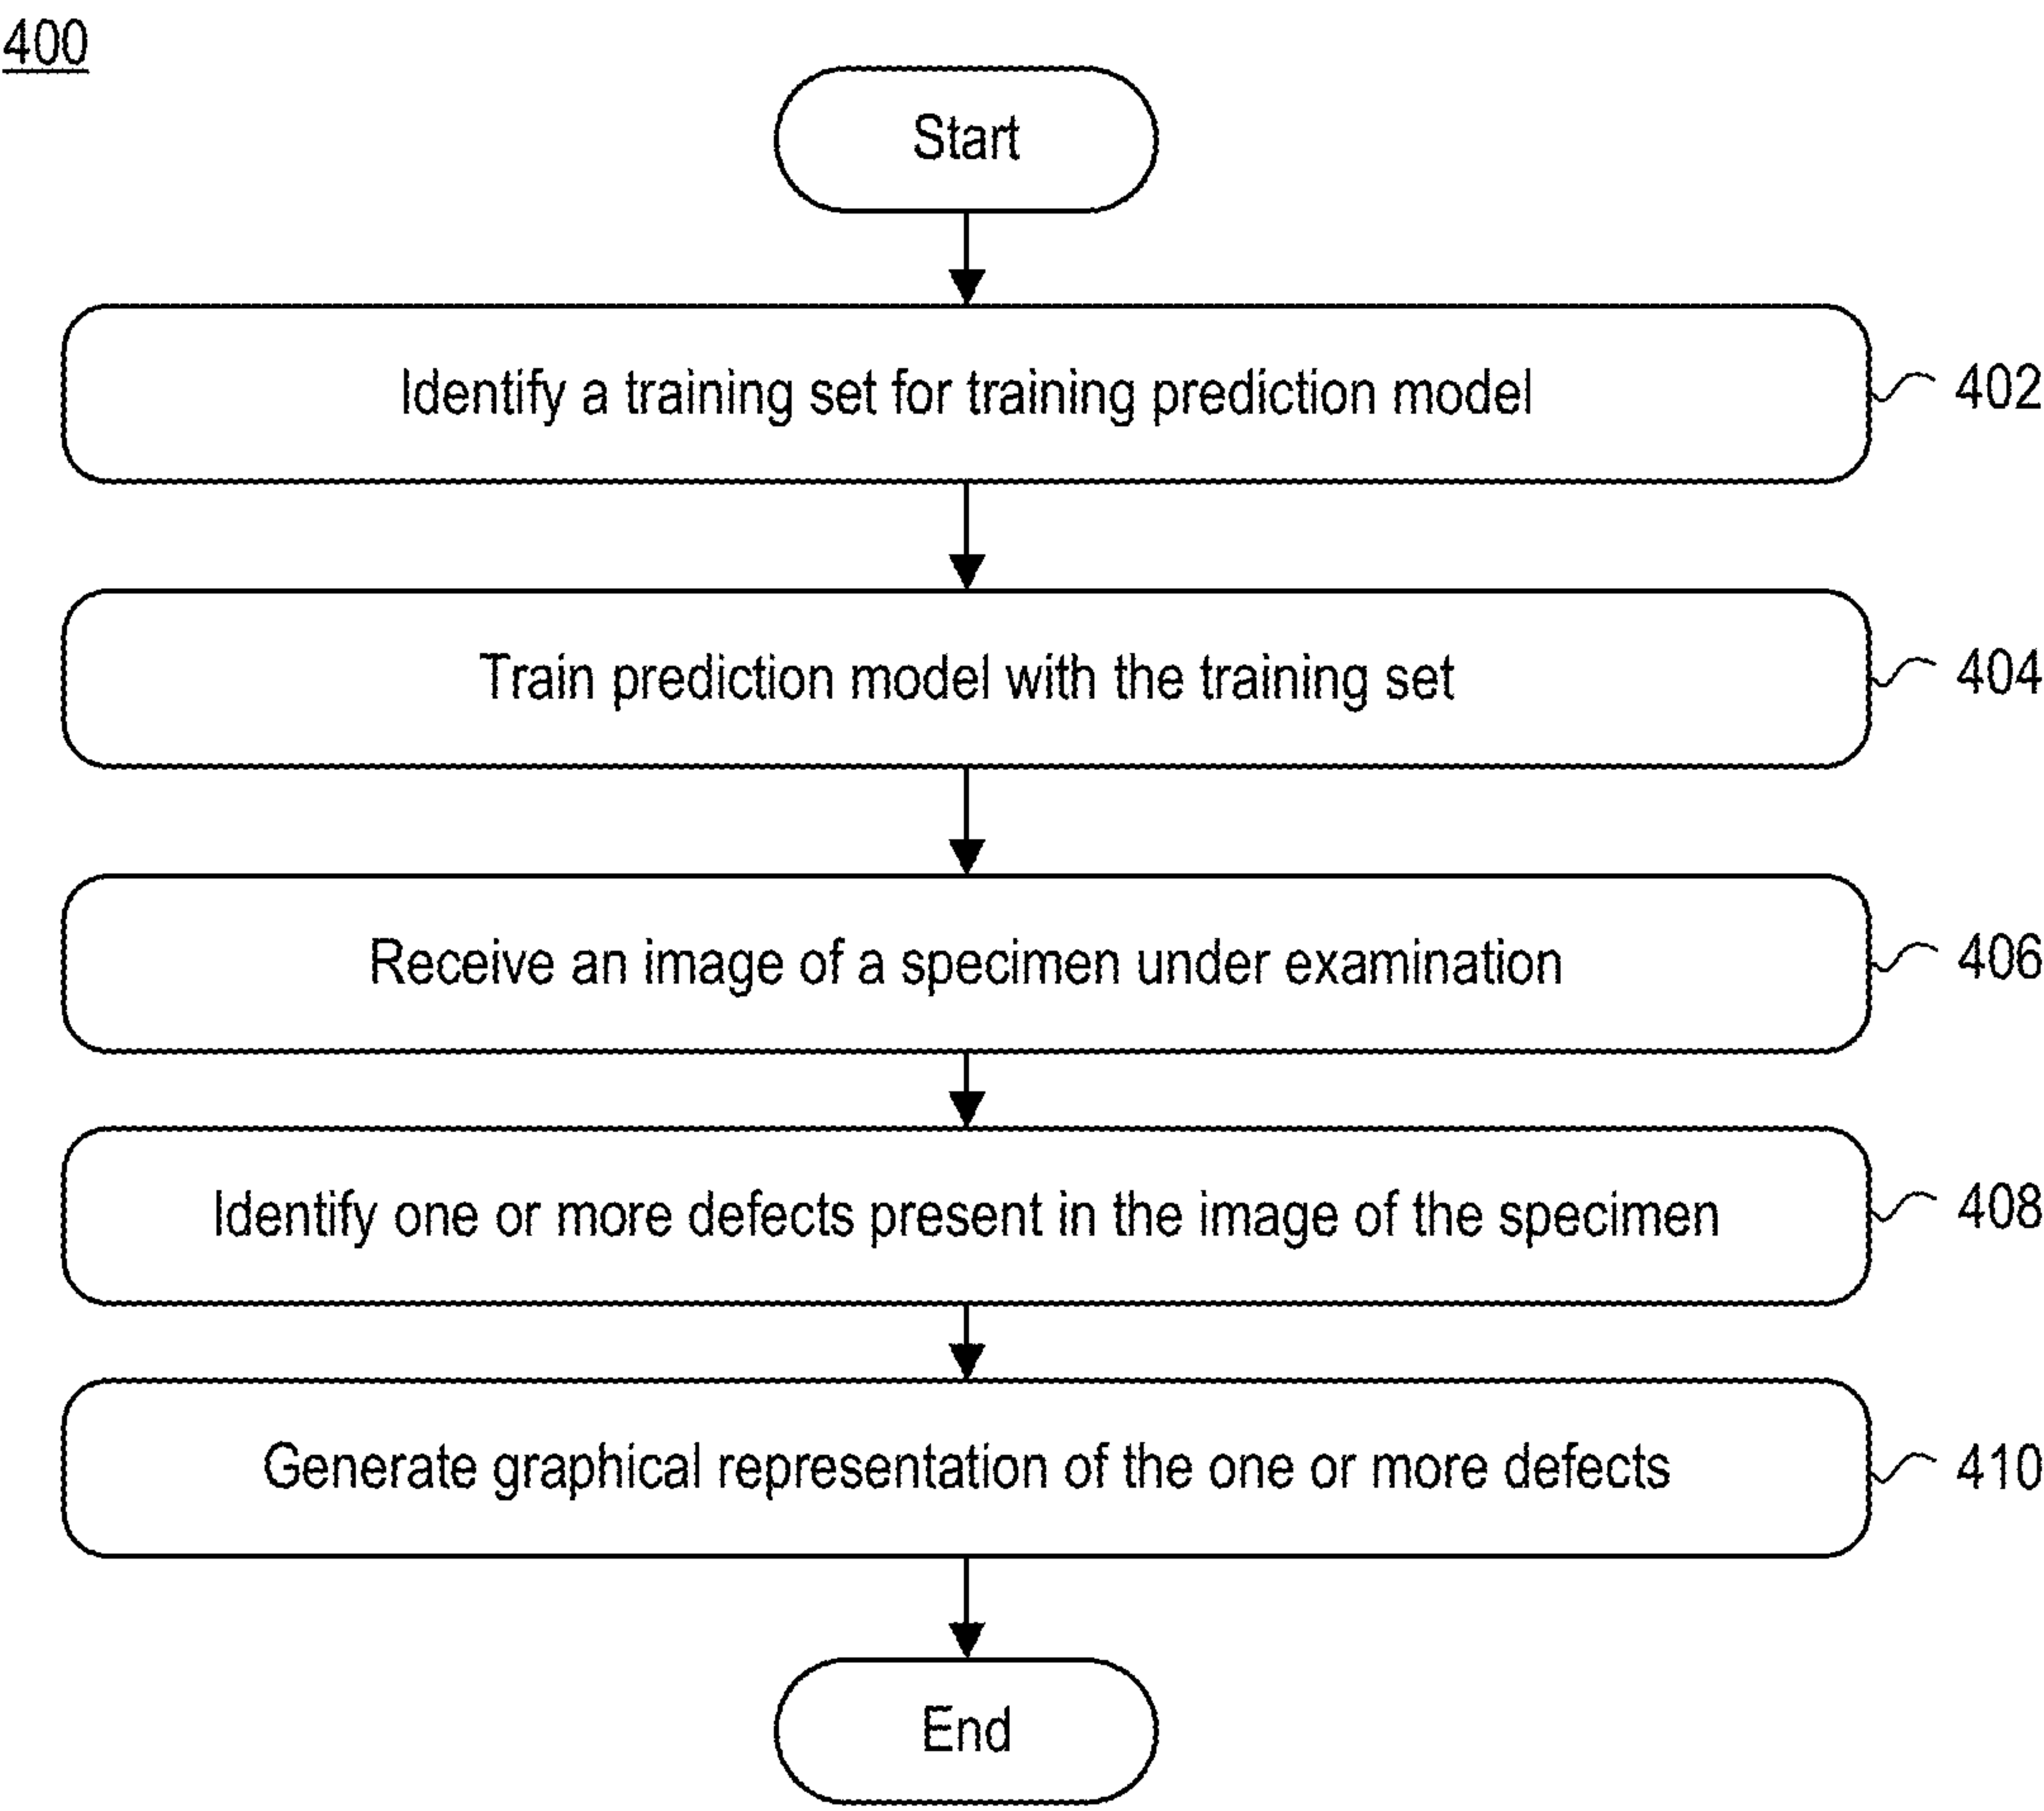 400
Start
Identify a training set for training prediction model
402
Train prediction model with the training set
404
Receive an image of a specimen under examination
406
Identify one or more defects present in the image of the specimen
408
Generate graphical representation of the one or more defects
410
End